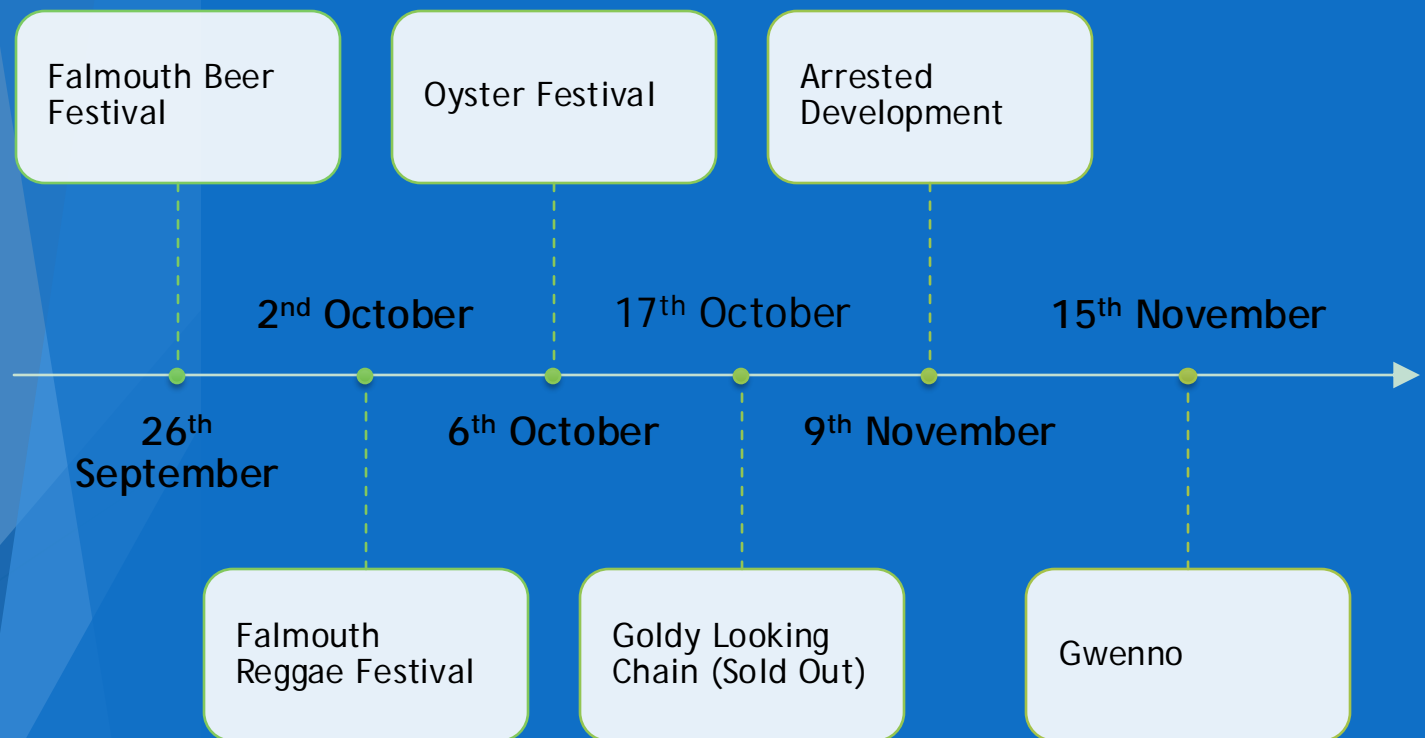 Falmouth Beer
Festival
Oyster Festival
Arrested
Development
2nd October
17th October
15th November
26th
September
6th October
9th November
Falmouth
Reggae Festival
Goldy Looking
Chain (Sold Out)
Gwenno